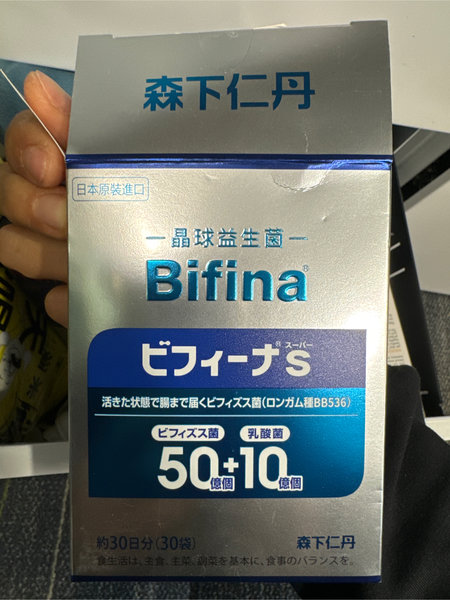 森下仁丹
日本原装進口
晶球益生菌
Bifina®
スーパー
ビフィーナ®S
活きた状態で腸まで届くビフィズス菌(ロンガム種BB536)
ビフィズス菌 乳酸菌
50億個+10億個
約30日分(30袋) 森下仁丹
食生活は、主食、主菜、副菜を基本に、食事のバランスを。